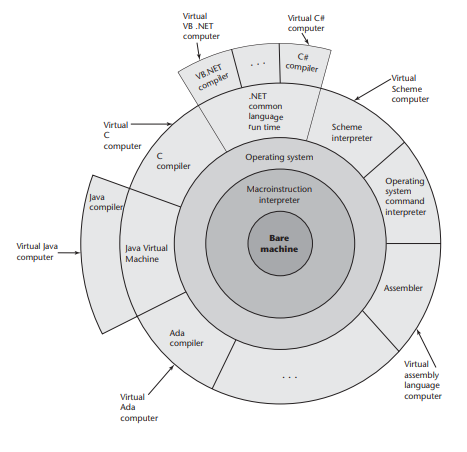 Virtual
VB .NET
computer
Virtual C#
computer
VB.NET
compiler
. . .
C#
compiler
Virtual
Scheme
computer
.NET
common
language
run time
Virtual
C
computer
Scheme
interpreter
C
compiler
Operating system
Operating
system
command
interpreter
Macroinstruction
interpreter
Java
compiler
Bare
machine
Virtual Java
computer
Java Virtual
Machine
Assembler
Ada
compiler
. . .
Virtual
assembly
language
computer
Virtual
Ada
computer